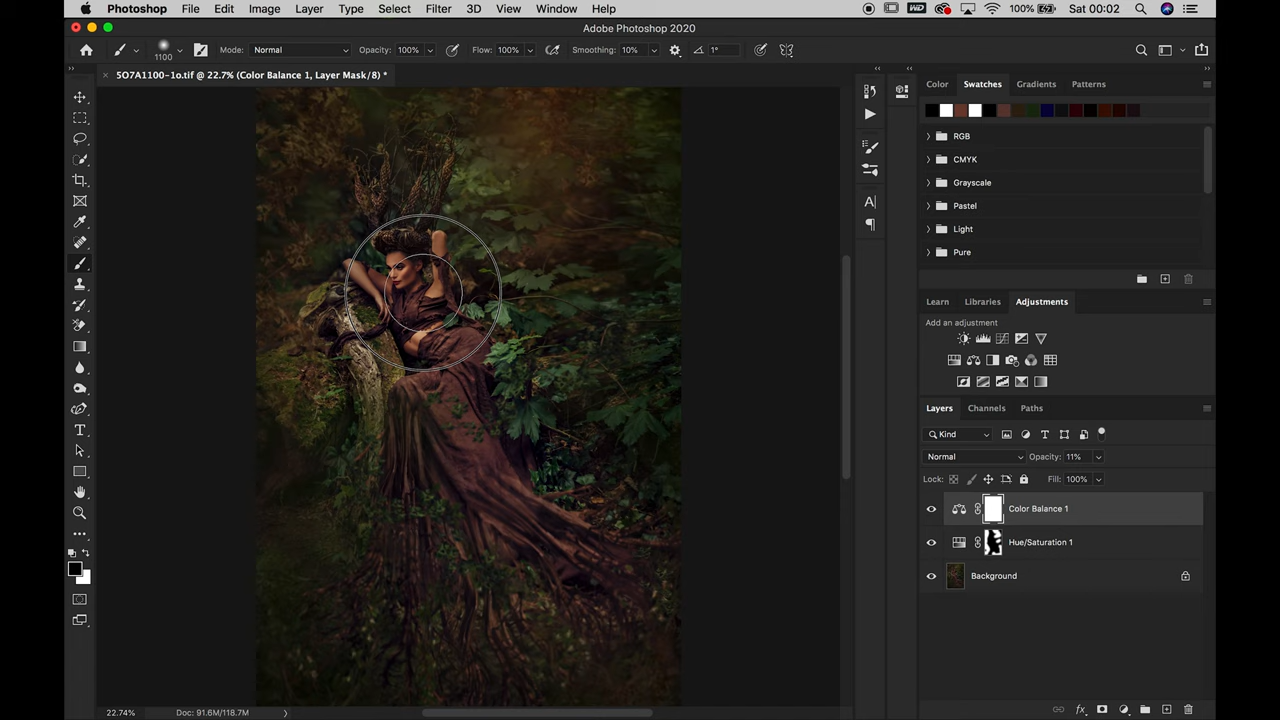 Photoshop File Edit Image Layer Type Select Filter 3D View Window Help 100% Sat 00:02
Adobe Photoshop 2020
1100 Mode: Normal Opacity: 100% Flow: 100% Smoothing: 10% 1°
5O7A1100-1o.tif @ 22.7% (Color Balance 1, Layer Mask/8) *
Color Swatches Gradients Patterns
RGB
CMYK
Grayscale
Pastel
Light
Pure
Learn Libraries Adjustments
Add an adjustment
Layers Channels Paths
Kind
Normal Opacity: 11%
Lock: Fill: 100%
Color Balance 1
Hue/Saturation 1
Background
22.74% Doc: 91.6M/118.7M